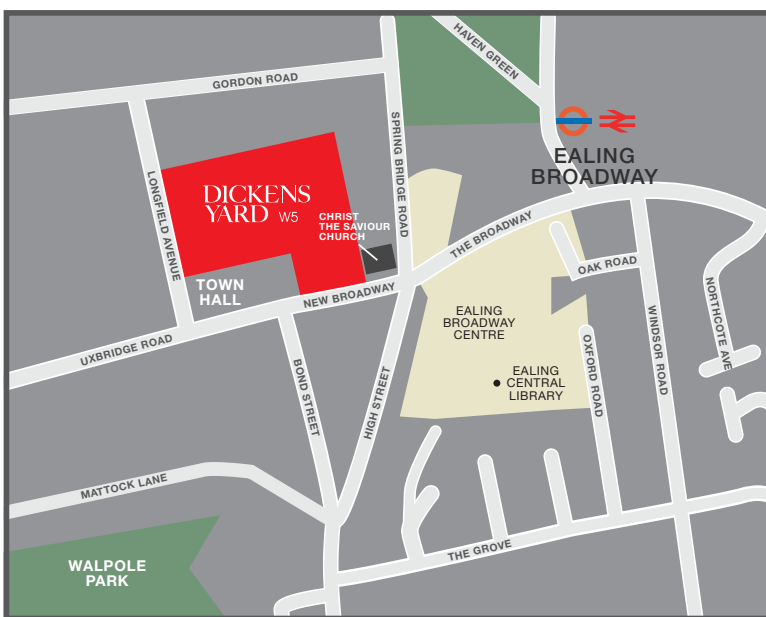 HAVEN GREEN
GORDON ROAD
SPRING BRIDGE ROAD
EALING
BROADWAY
LONGFIELD AVENUE
DICKENS
YARD W5
CHRIST
THE SAVIOUR
CHURCH
THE BROADWAY
OAK ROAD
TOWN
HALL
NEW BROADWAY
NORTHCOTE AVE
WINDSOR ROAD
EALING
BROADWAY
CENTRE
UXBRIDGE ROAD
OXFORD ROAD
BOND STREET
HIGH STREET
EALING
CENTRAL
LIBRARY
MATTOCK LANE
THE GROVE
WALPOLE
PARK